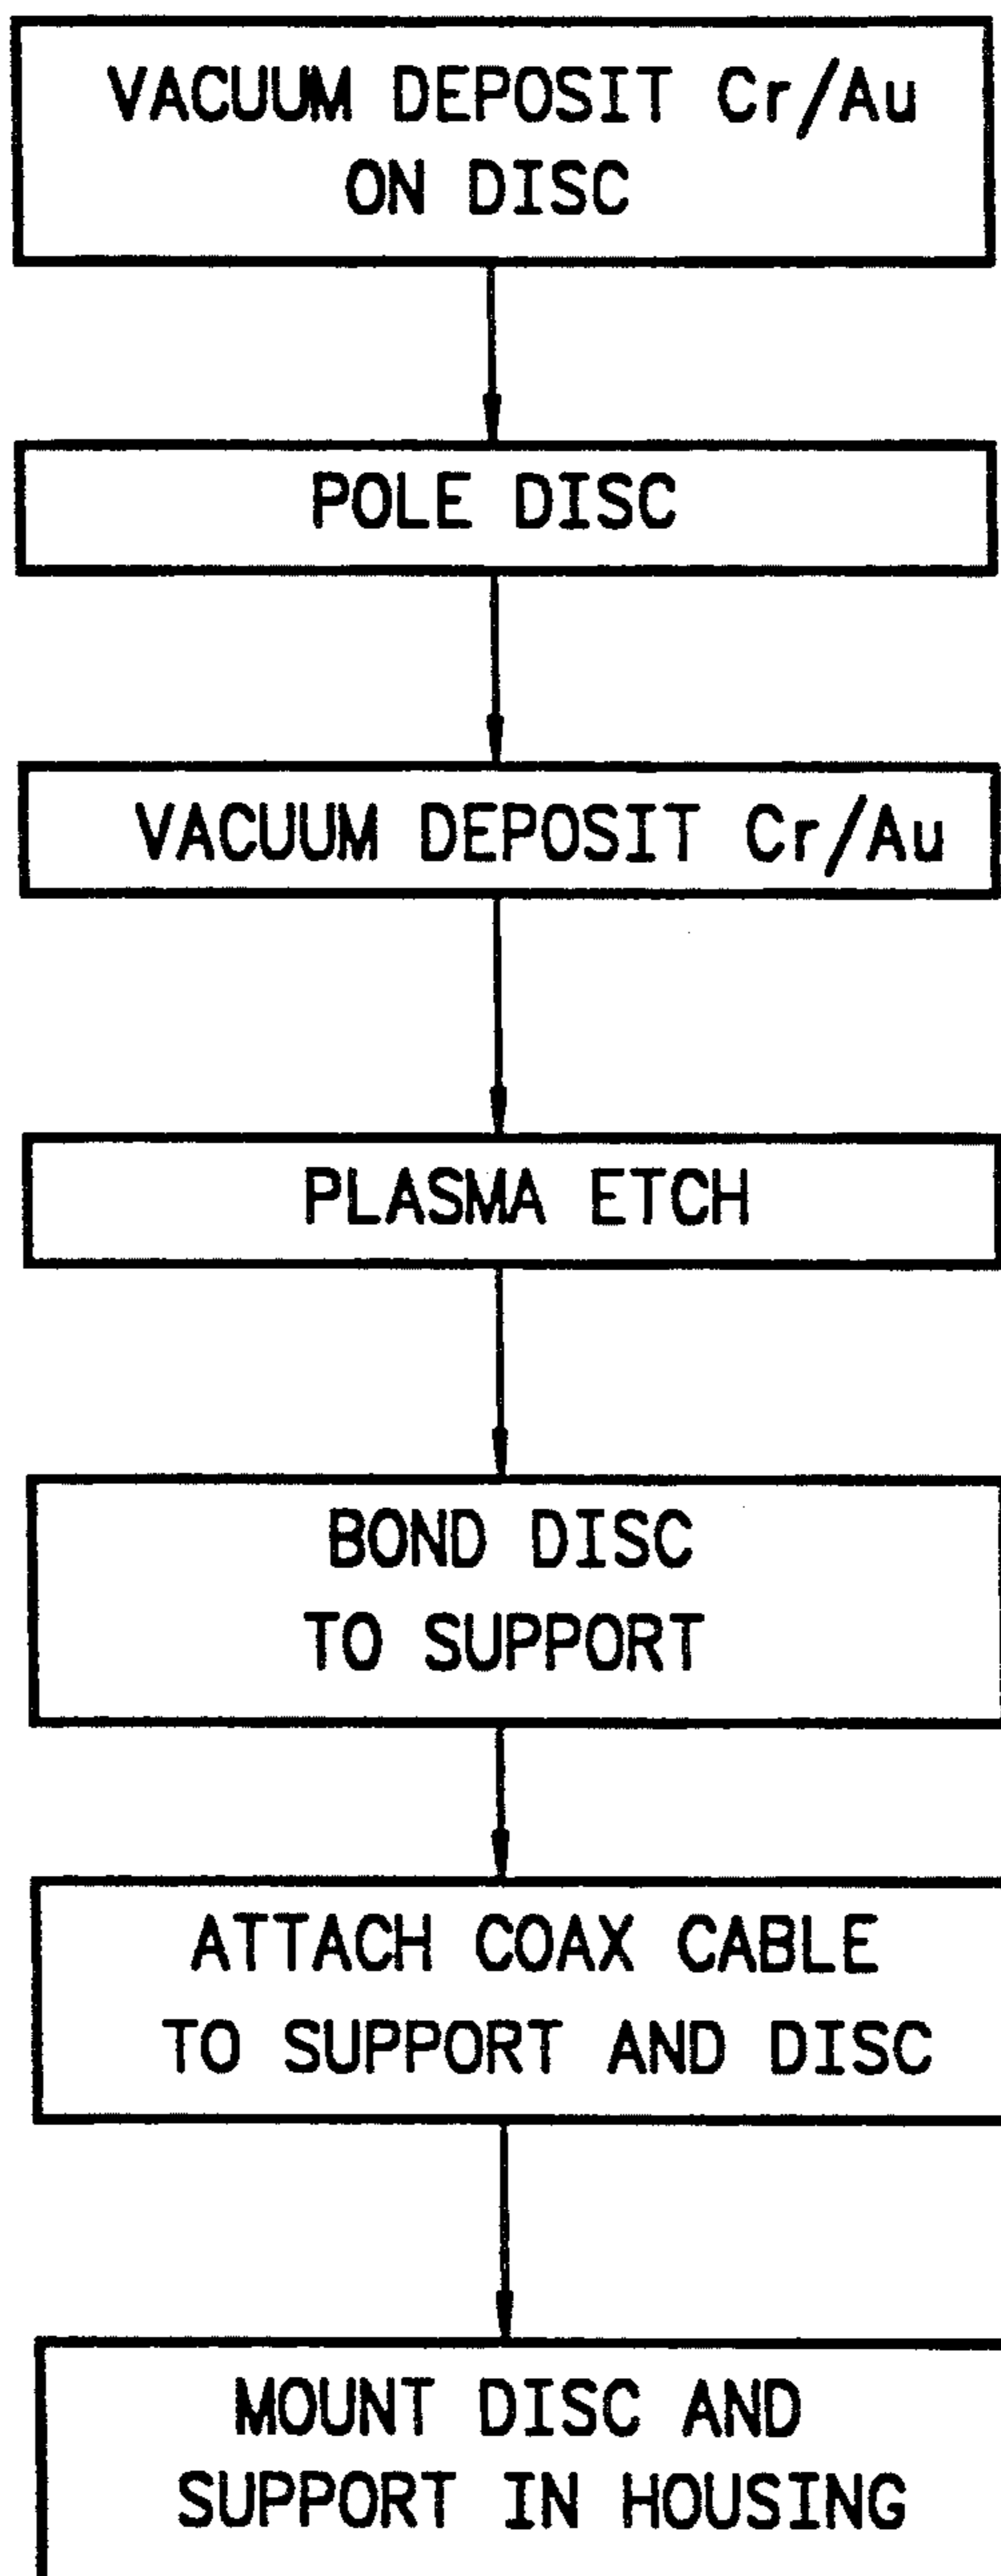 VACUUM DEPOSIT Cr/Au
ON DISC
POLE DISC
VACUUM DEPOSIT Cr/Au
PLASMA ETCH
BOND DISC
TO SUPPORT
ATTACH COAX CABLE
TO SUPPORT AND DISC
MOUNT DISC AND
SUPPORT IN HOUSING